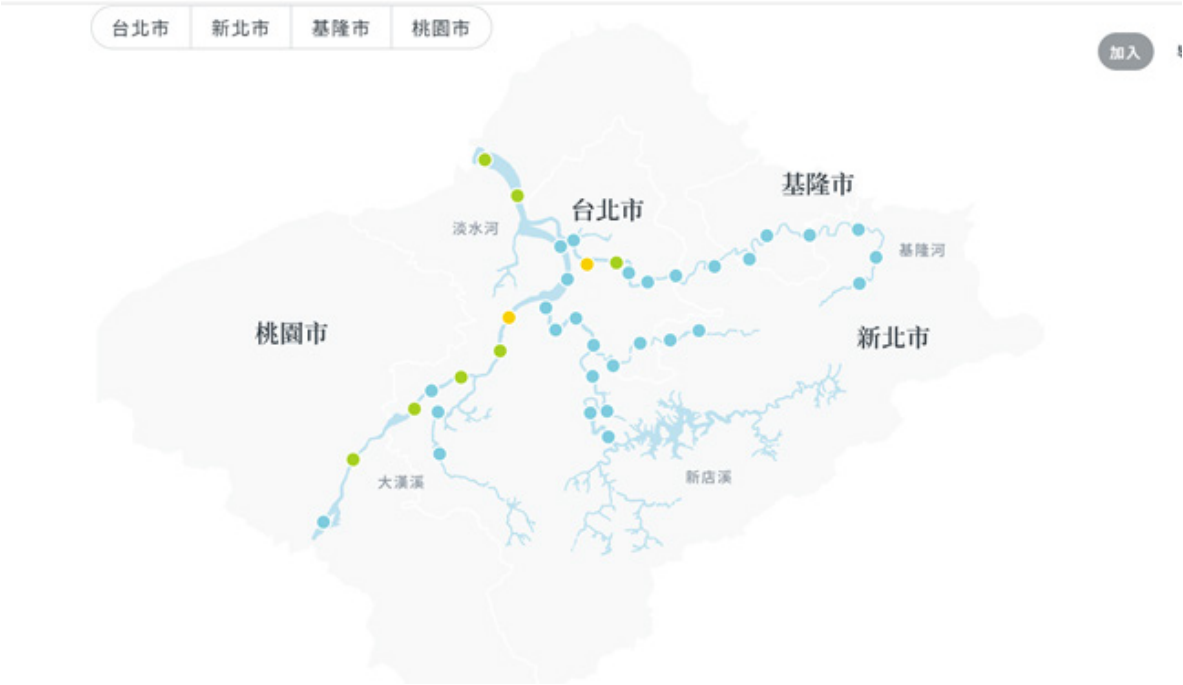 台北市 新北市 基隆市 桃園市
加入
基隆市
台北市
淡水河
基隆河
桃園市
新北市
新店溪
大漢溪